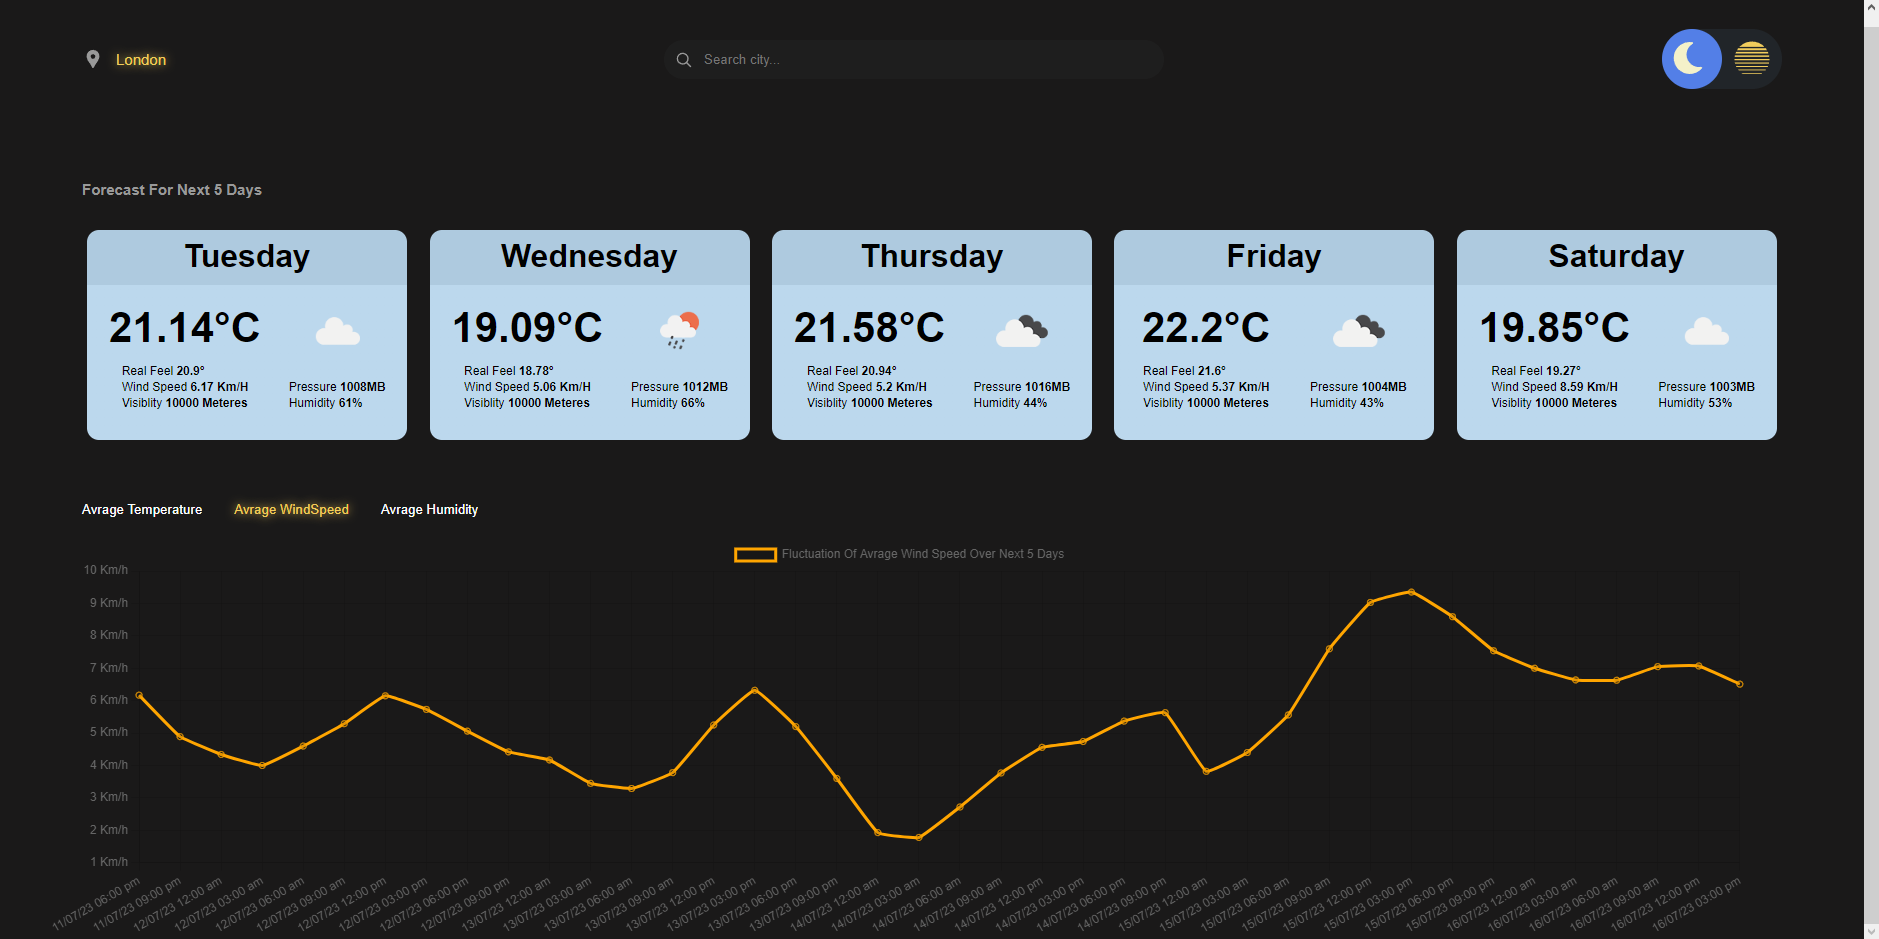 London
Search city...
Forecast For Next 5 Days
Tuesday
21.14°C
Real Feel 20.9°
Wind Speed 6.17 Km/H
Visiblity 10000 Meteres
Pressure 1008MB
Humidity 61%
Wednesday
19.09°C
Real Feel 18.78°
Wind Speed 5.06 Km/H
Visiblity 10000 Meteres
Pressure 1012MB
Humidity 66%
Thursday
21.58°C
Real Feel 20.94°
Wind Speed 5.2 Km/H
Visiblity 10000 Meteres
Pressure 1016MB
Humidity 44%
Friday
22.2°C
Real Feel 21.6°
Wind Speed 5.37 Km/H
Visiblity 10000 Meteres
Pressure 1004MB
Humidity 43%
Saturday
19.85°C
Real Feel 19.27°
Wind Speed 8.59 Km/H
Visiblity 10000 Meteres
Pressure 1003MB
Humidity 53%
Avrage Temperature
Avrage WindSpeed
Avrage Humidity
Fluctuation Of Avrage Wind Speed Over Next 5 Days
10 Km/h
9 Km/h
8 Km/h
7 Km/h
6 Km/h
5 Km/h
4 Km/h
3 Km/h
2 Km/h
1 Km/h
11/07/23 06:00 pm
11/07/23 09:00 pm
12/07/23 12:00 am
12/07/23 03:00 am
12/07/23 06:00 am
12/07/23 09:00 am
12/07/23 12:00 pm
12/07/23 03:00 pm
12/07/23 06:00 pm
12/07/23 09:00 pm
13/07/23 12:00 am
13/07/23 03:00 am
13/07/23 06:00 am
13/07/23 09:00 am
13/07/23 12:00 pm
13/07/23 03:00 pm
13/07/23 06:00 pm
13/07/23 09:00 pm
14/07/23 12:00 am
14/07/23 03:00 am
14/07/23 06:00 am
14/07/23 09:00 am
14/07/23 12:00 pm
14/07/23 03:00 pm
14/07/23 06:00 pm
14/07/23 09:00 pm
15/07/23 12:00 am
15/07/23 03:00 am
15/07/23 06:00 am
15/07/23 09:00 am
15/07/23 12:00 pm
15/07/23 03:00 pm
15/07/23 06:00 pm
15/07/23 09:00 pm
16/07/23 12:00 am
16/07/23 03:00 am
16/07/23 06:00 am
16/07/23 09:00 am
16/07/23 12:00 pm
16/07/23 03:00 pm